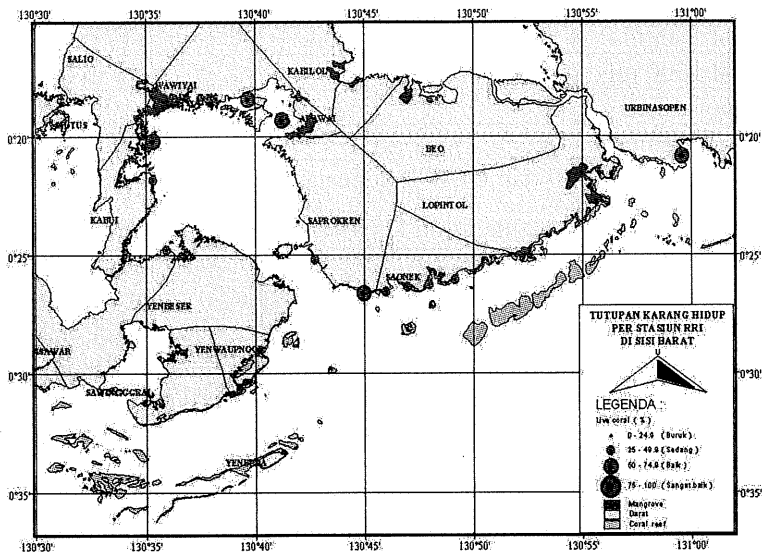 130°30' 130°35' 130°40' 130°45' 130°50' 130°55' 131°00'
SALIO
WAWIYAI
KABILOL
URBINASOPEN
0°20' 0°20'
BEO
LOPINTOL
KABUI
SAPROKREN
0°25' 0°25'
SAONEK
YENBESER
YENWAUPNOOR
0°30' 0°30'
0°35' 0°35'
TUTUPAN KARANG HIDUP
PER STASIUN RRI
DI SISI BARAT
U
LEGENDA :
Live coral ( % )
0 - 24.9 ( Buruk )
25 - 49.9 ( Sedang )
50 - 74.9 ( Baik )
75 - 100 ( Sangat baik )
Mangrove
Darat
Coral reef
130°30' 130°35' 130°40' 130°45' 130°50' 130°55' 131°00'